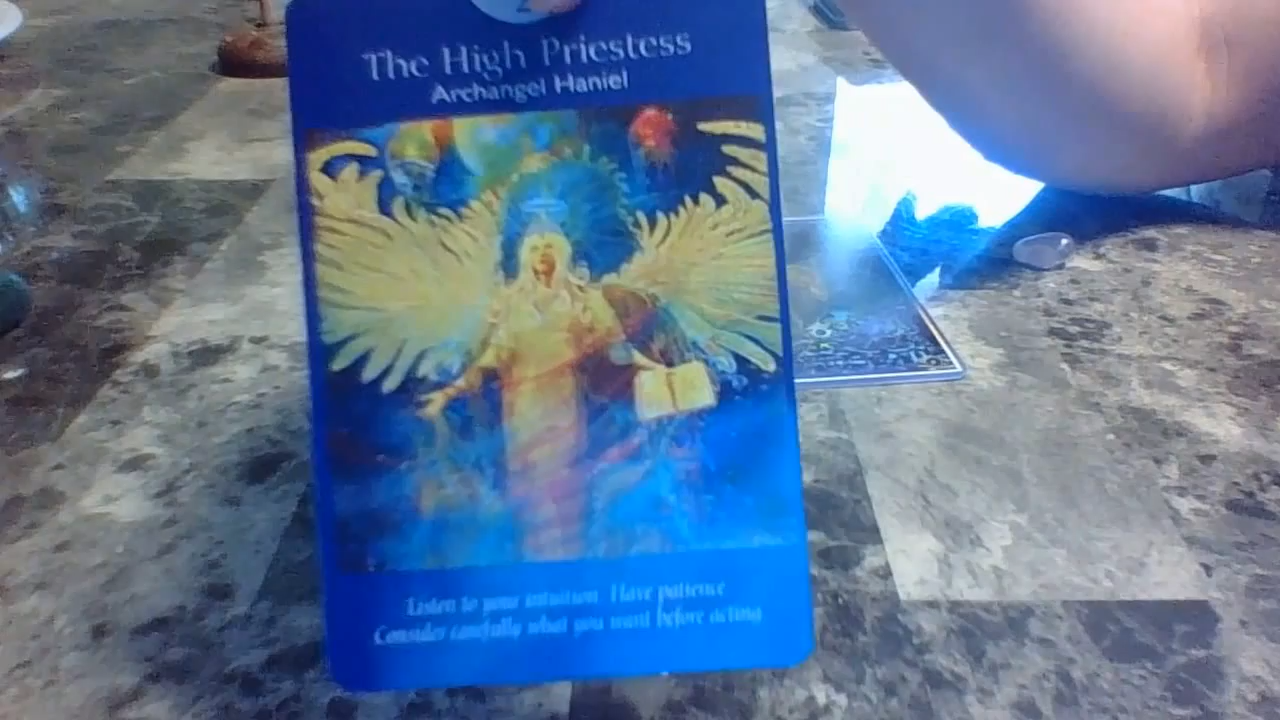 The High Priestess
Archangel Haniel
Listen to your intuition. Have patience
Consider carefully what you want before acting